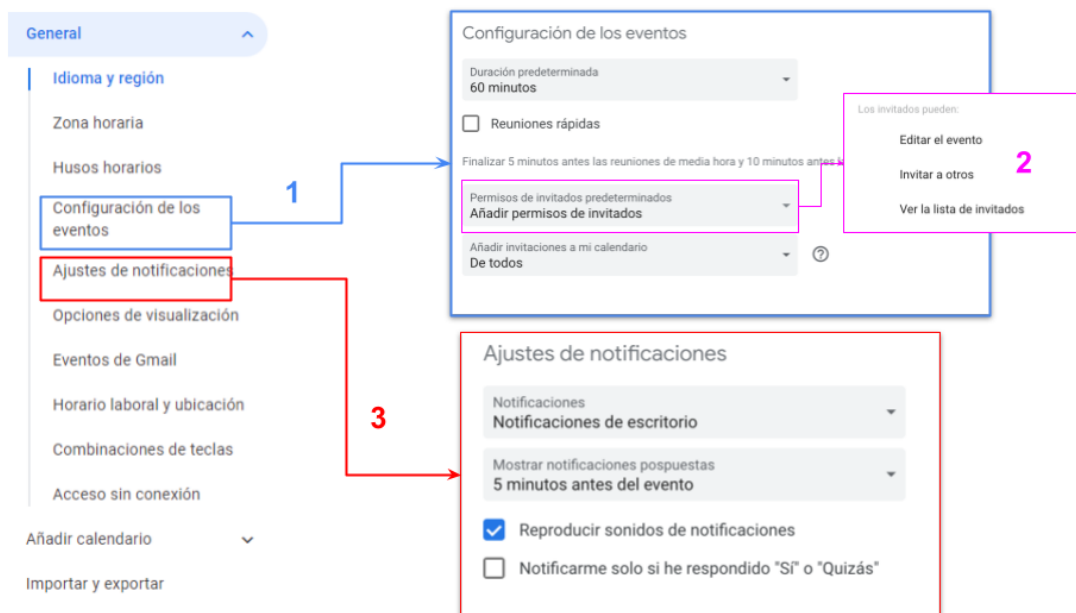 General
Idioma y región
Zona horaria
Husos horarios
Configuración de los
eventos
Ajustes de notificaciones
Opciones de visualización
Eventos de Gmail
Horario laboral y ubicación
Combinaciones de teclas
Acceso sin conexión
Añadir calendario
Importar y exportar
1
Configuración de los eventos
Duración predeterminada
60 minutos
Reuniones rápidas
Finalizar 5 minutos antes las reuniones de media hora y 10 minutos antes
Permisos de invitados predeterminados
Añadir permisos de invitados
Añadir invitaciones a mi calendario
De todos
Los invitados pueden:
Editar el evento
Invitar a otros
Ver la lista de invitados
2
3
Ajustes de notificaciones
Notificaciones
Notificaciones de escritorio
Mostrar notificaciones pospuestas
5 minutos antes del evento
Reproducir sonidos de notificaciones
Notificarme solo si he respondido "Sí" o "Quizás"